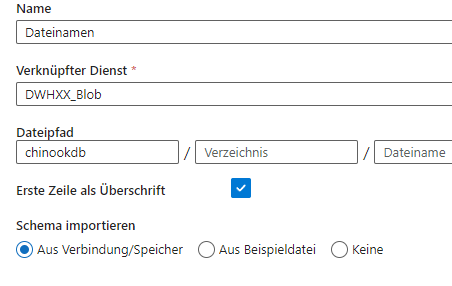 Name
Dateinamen
Verknüpfter Dienst *
DWHXX_Blob
Dateipfad
chinookdb / Verzeichnis / Dateiname
Erste Zeile als Überschrift
Schema importieren
Aus Verbindung/Speicher Aus Beispieldatei Keine